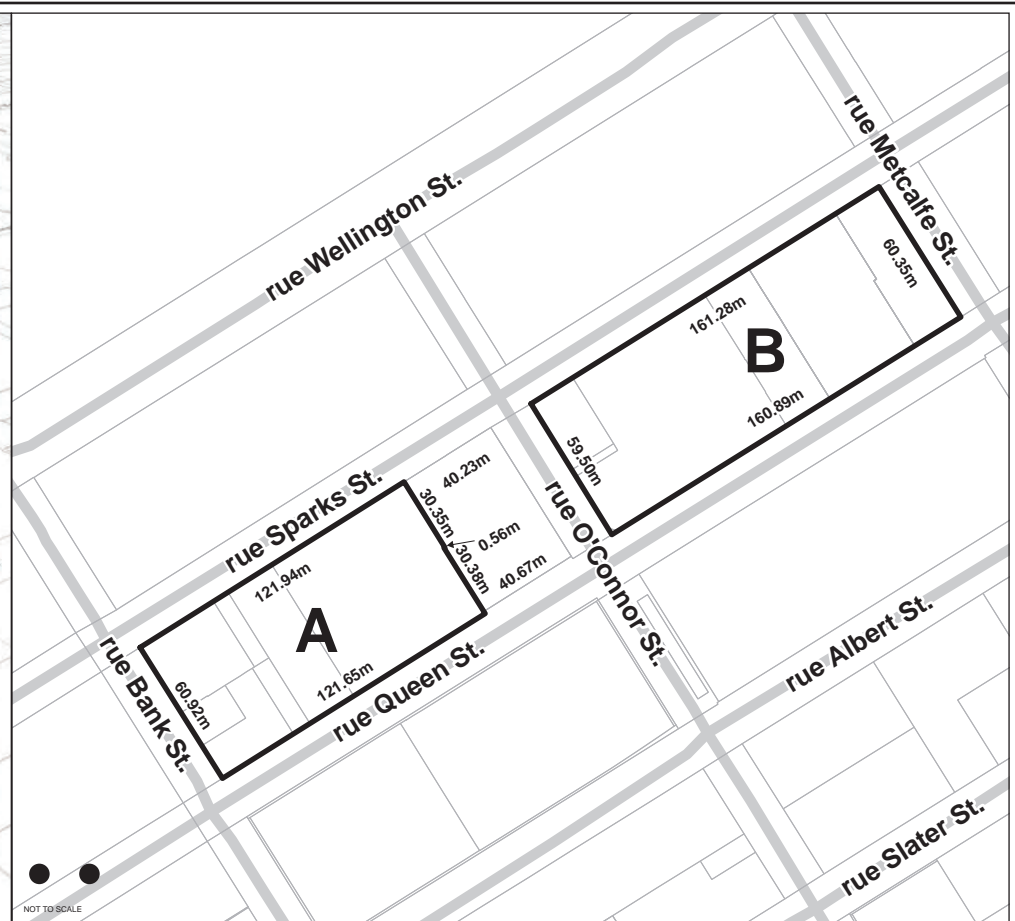 rue Metcalfe St.
rue Wellington St.
60.35m
161.28m
B
160.89m
59.50m
40.23m
rue Sparks St.
30.35m
0.56m
30.38m
40.67m
rue O'Connor St.
121.94m
A
121.65m
rue Queen St.
rue Albert St.
60.92m
rue Bank St.
rue Slater St.
NOT TO SCALE